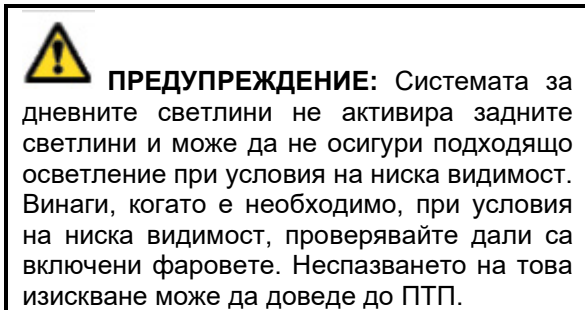 ПРЕДУПРЕЖДЕНИЕ: Системата за
дневните светлини не активира задните
светлини и може да не осигури подходящо
осветление при условия на ниска видимост.
Винаги, когато е необходимо, при условия
на ниска видимост, проверявайте дали са
включени фаровете. Неспазването на това
изискване може да доведе до ПТП.